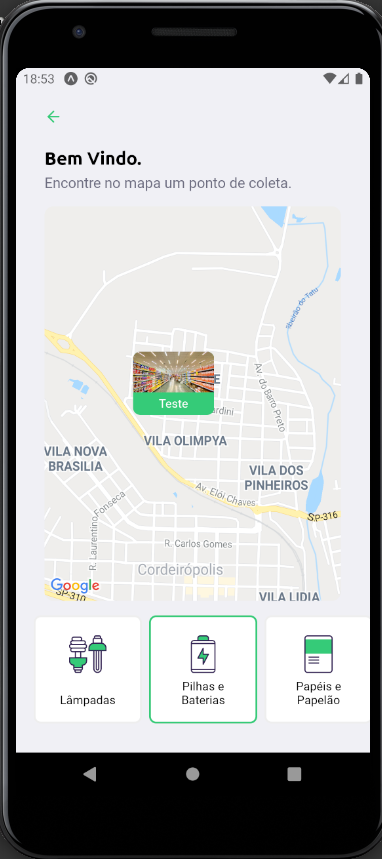 18:53
Bem Vindo.
Encontre no mapa um ponto de coleta.
Ribeirão do Tatu
Av. do Barro Preto
Teste
VILA OLIMPYA
VILA NOVA
BRASILIA
VILA DOS
PINHEIROS
Av. Elói Chaves
SP-316
R. Laurentino Fonseca
R. Carlos Gomes
Cordeirópolis
Google
SP-310
VILA LIDIA
Lâmpadas
Pilhas e
Baterias
Papéis e
Papelão